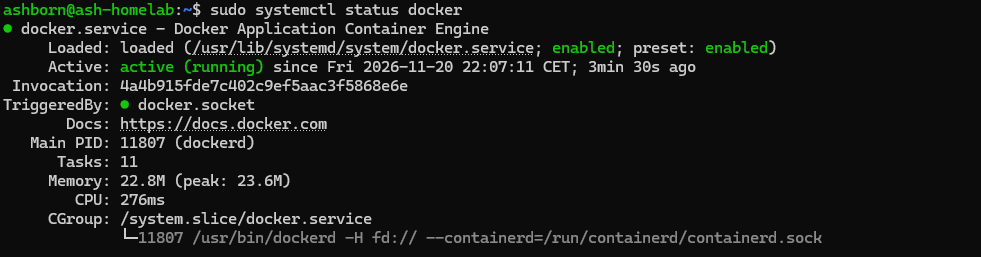 ashborn@ash-homelab:~$ sudo systemctl status docker
● docker.service - Docker Application Container Engine
Loaded: loaded (/usr/lib/systemd/system/docker.service; enabled; preset: enabled)
Active: active (running) since Fri 2026-11-20 22:07:11 CET; 3min 30s ago
Invocation: 4a4b915fde7c402c9ef5aac3f5868e6e
TriggeredBy: ● docker.socket
Docs: https://docs.docker.com
Main PID: 11807 (dockerd)
Tasks: 11
Memory: 22.8M (peak: 23.6M)
CPU: 276ms
CGroup: /system.slice/docker.service
└─11807 /usr/bin/dockerd -H fd:// --containerd=/run/containerd/containerd.sock